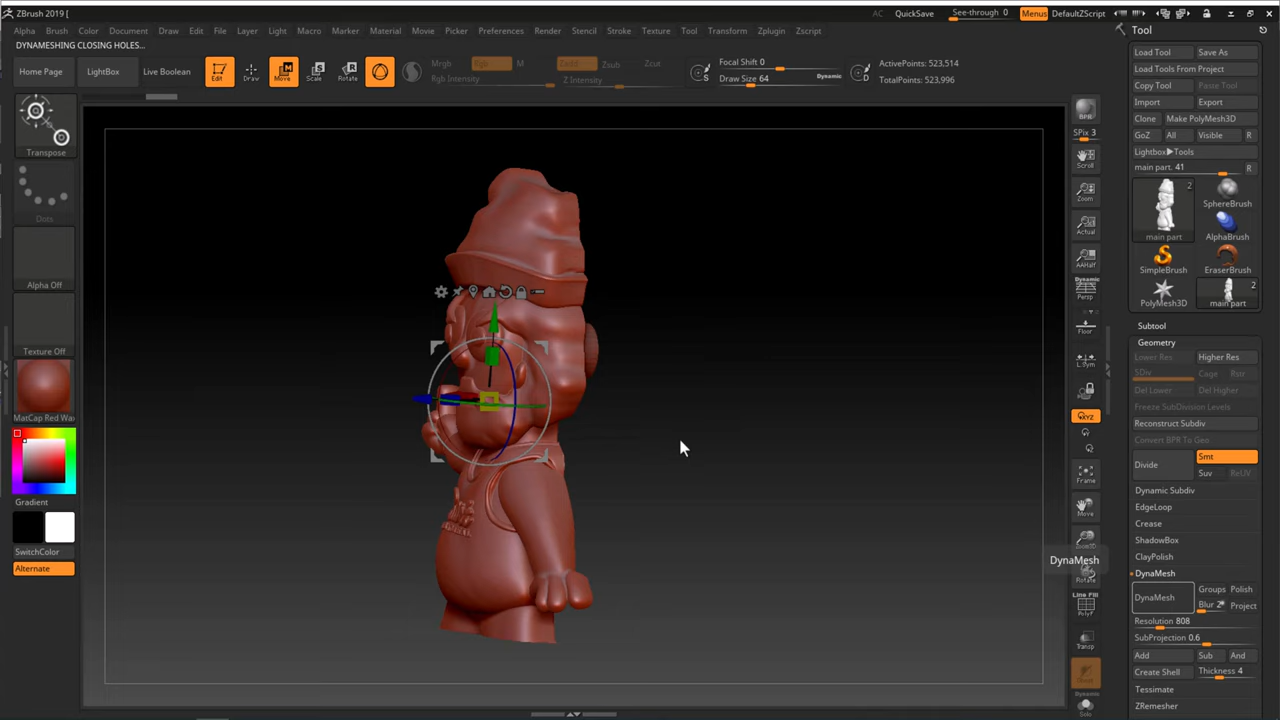 ZBrush 2019 [
AC QuickSave See-through 0 Menus DefaultZScript
Alpha Brush Color Document Draw Edit File Layer Light Macro Marker Material Movie Picker Preferences Render Stencil Stroke Texture Tool Transform Zplugin Zscript
DYNAMESHING CLOSING HOLES...
Home Page LightBox Live Boolean Edit Draw Move Scale Rotate
Mrgb Rgb M Zadd Zsub Zcut
Rgb Intensity Z Intensity
S Focal Shift 0
Draw Size 64 Dynamic D
ActivePoints: 523,514
TotalPoints: 523,996
Transpose
Dots
Alpha Off
Texture Off
MatCap Red Wa
Gradient
SwitchColor
Alternate
BPR
SPix 3
Scroll
Zoom
Actual
AAHalf
Dynamic
Persp
Floor
L.Sym
XYZ
Frame
Move
Zoom3D
DynaMesh
Rotate
Line Fill
PolyF
Transp
Dynamic
Solo
Tool
Load Tool Save As
Load Tools From Project
Copy Tool Paste Tool
Import Export
Clone Make PolyMesh3D
GoZ All Visible R
Lightbox▶Tools
main part. 41 R
2
main part SphereBrush
AlphaBrush
SimpleBrush EraserBrush
2
PolyMesh3D main part
Subtool
Geometry
Lower Res Higher Res
SDiv Cage Rstr
Del Lower Del Higher
Freeze SubDivision Levels
Reconstruct Subdiv
Convert BPR To Geo
Divide Smt
Suv ReUV
Dynamic Subdiv
EdgeLoop
Crease
ShadowBox
ClayPolish
DynaMesh
DynaMesh Groups Polish
Blur 2 Project
Resolution 808
SubProjection 0.6
Add Sub And
Create Shell Thickness 4
Tessimate
ZRemesher